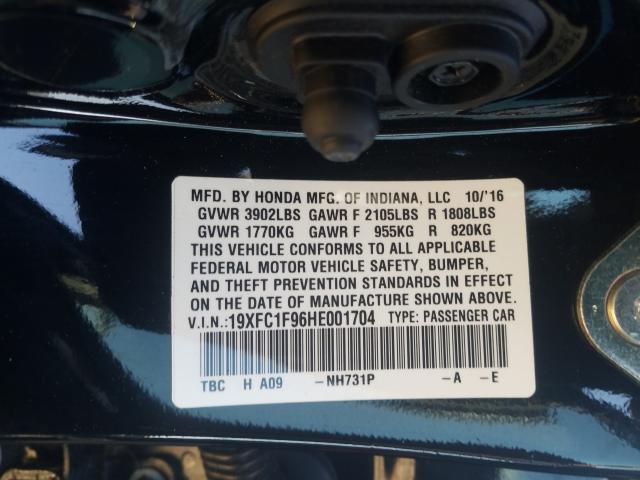 MFD. BY HONDA MFG. OF INDIANA, LLC 10/'16
GVWR 3902LBS GAWR F 2105LBS R 1808LBS
GVWR 1770KG GAWR F 955KG R 820KG
THIS VEHICLE CONFORMS TO ALL APPLICABLE
FEDERAL MOTOR VEHICLE SAFETY, BUMPER,
AND THEFT PREVENTION STANDARDS IN EFFECT
ON THE DATE OF MANUFACTURE SHOWN ABOVE.
V.I.N.:19XFC1F96HE001704 TYPE: PASSENGER CAR
TBC H A09 -NH731P -A -E